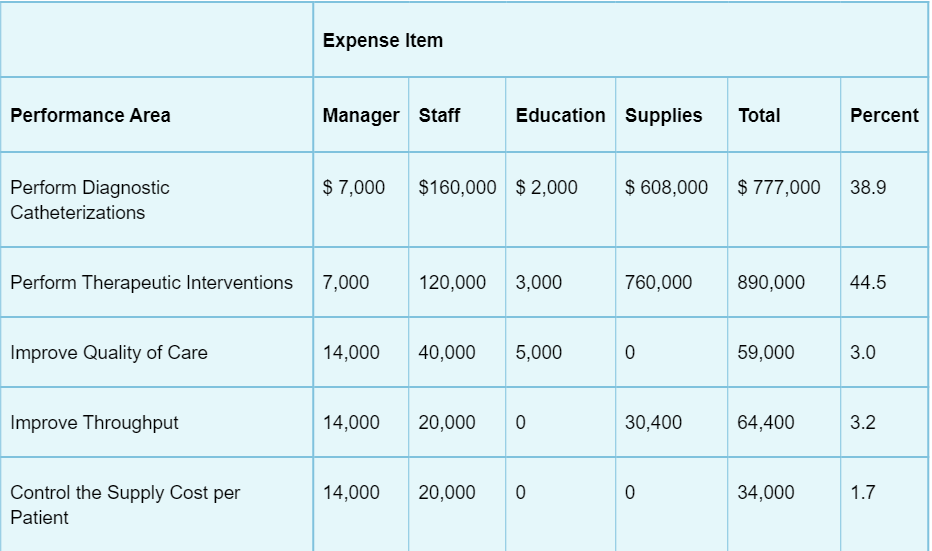 Expense Item
Performance Area Manager Staff Education Supplies Total Percent
Perform Diagnostic
Catheterizations $ 7,000 $160,000 $ 2,000 $ 608,000 $ 777,000 38.9
Perform Therapeutic Interventions 7,000 120,000 3,000 760,000 890,000 44.5
Improve Quality of Care 14,000 40,000 5,000 0 59,000 3.0
Improve Throughput 14,000 20,000 0 30,400 64,400 3.2
Control the Supply Cost per
Patient 14,000 20,000 0 0 34,000 1.7